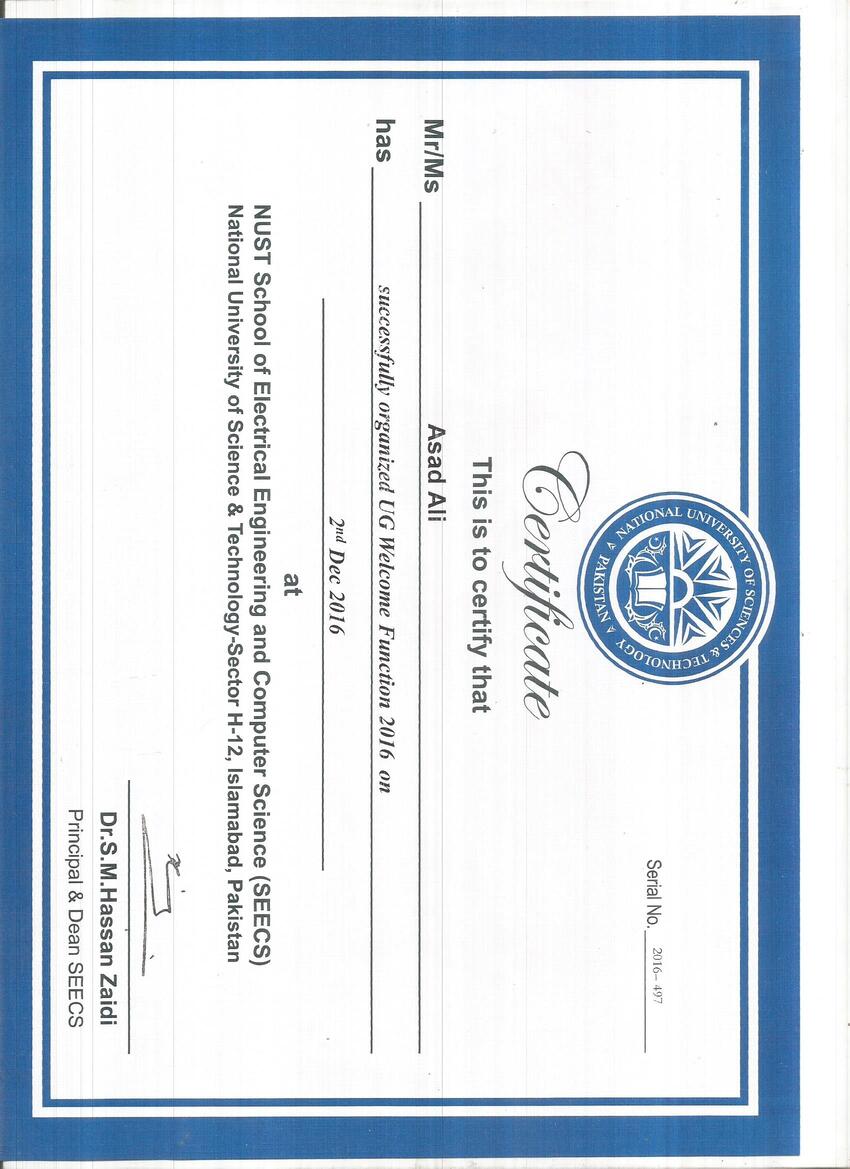 NATIONAL UNIVERSITY OF SCIENCES & TECHNOLOGY
PAKISTAN
Serial No. 2016– 497
Certificate
This is to certify that
Mr/Ms Asad Ali
has successfully organized UG Welcome Function 2016 on
2nd Dec 2016
at
NUST School of Electrical Engineering and Computer Science (SEECS)
National University of Science & Technology-Sector H-12, Islamabad, Pakistan
Dr.S.M.Hassan Zaidi
Principal & Dean SEECS